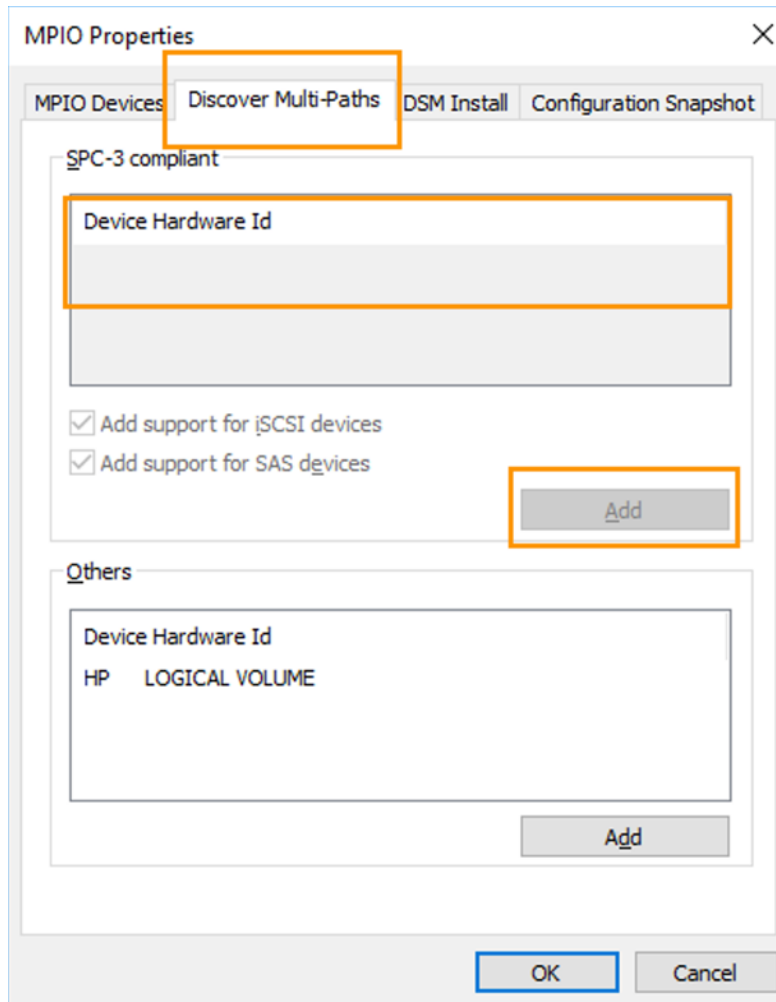 MPIO Properties
MPIO Devices Discover Multi-Paths DSM Install Configuration Snapshot
SPC-3 compliant
Device Hardware Id
Add support for iSCSI devices
Add support for SAS devices
Add
Others
Device Hardware Id
HP LOGICAL VOLUME
Add
OK Cancel